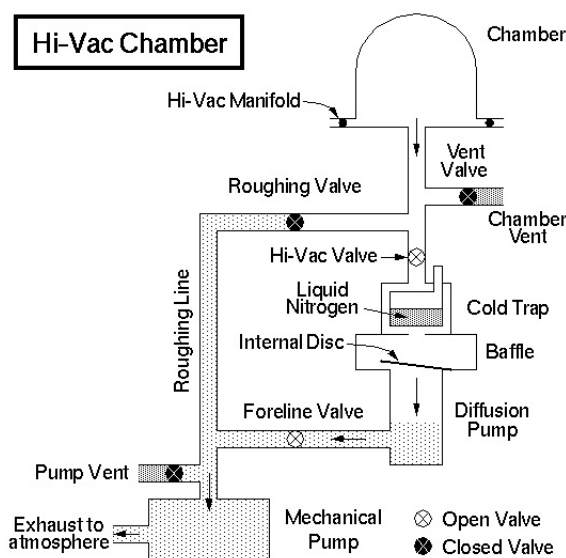 Hi-Vac Chamber
Chamber
Hi-Vac Manifold
Vent
Valve
Roughing Valve
Chamber
Vent
Hi-Vac Valve
Liquid
Nitrogen
Cold Trap
Roughing Line
Internal Disc
Baffle
Foreline Valve
Diffusion
Pump
Pump Vent
Exhaust to
atmosphere
Mechanical
Pump
Open Valve
Closed Valve